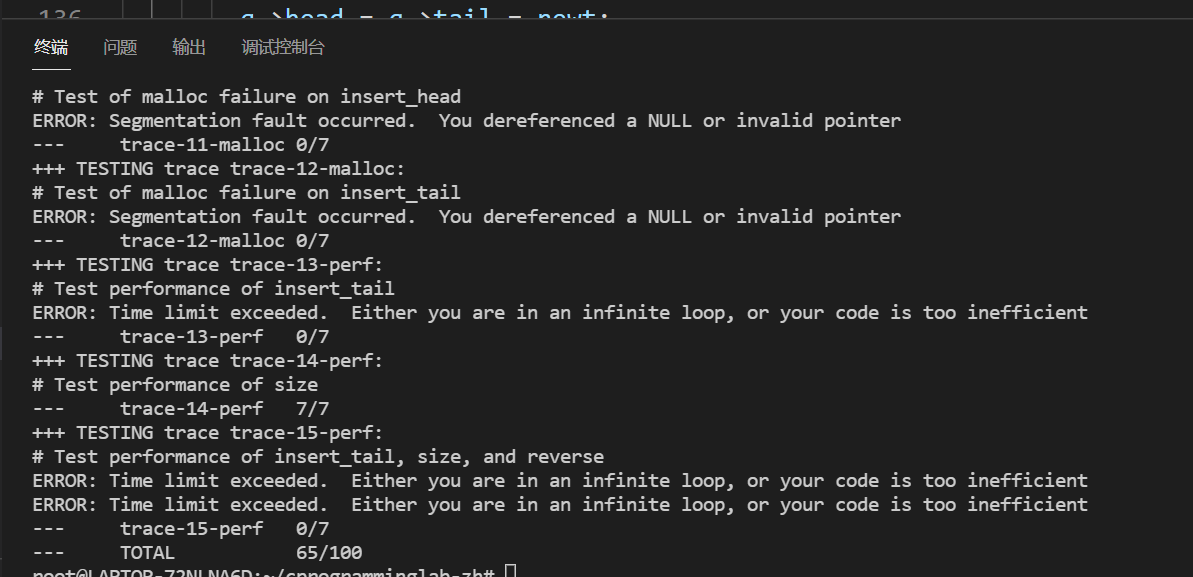 136 q->head = q->tail = newt;
终端 问题 输出 调试控制台
# Test of malloc failure on insert_head
ERROR: Segmentation fault occurred.  You dereferenced a NULL or invalid pointer
---     trace-11-malloc 0/7
+++ TESTING trace trace-12-malloc:
# Test of malloc failure on insert_tail
ERROR: Segmentation fault occurred.  You dereferenced a NULL or invalid pointer
---     trace-12-malloc 0/7
+++ TESTING trace trace-13-perf:
# Test performance of insert_tail
ERROR: Time limit exceeded.  Either you are in an infinite loop, or your code is too inefficient
---     trace-13-perf   0/7
+++ TESTING trace trace-14-perf:
# Test performance of size
---     trace-14-perf   7/7
+++ TESTING trace trace-15-perf:
# Test performance of insert_tail, size, and reverse
ERROR: Time limit exceeded.  Either you are in an infinite loop, or your code is too inefficient
ERROR: Time limit exceeded.  Either you are in an infinite loop, or your code is too inefficient
---     trace-15-perf   0/7
---     TOTAL           65/100
root@LAPTOP-72NLNA6D:~/cprogramminglab-zh#